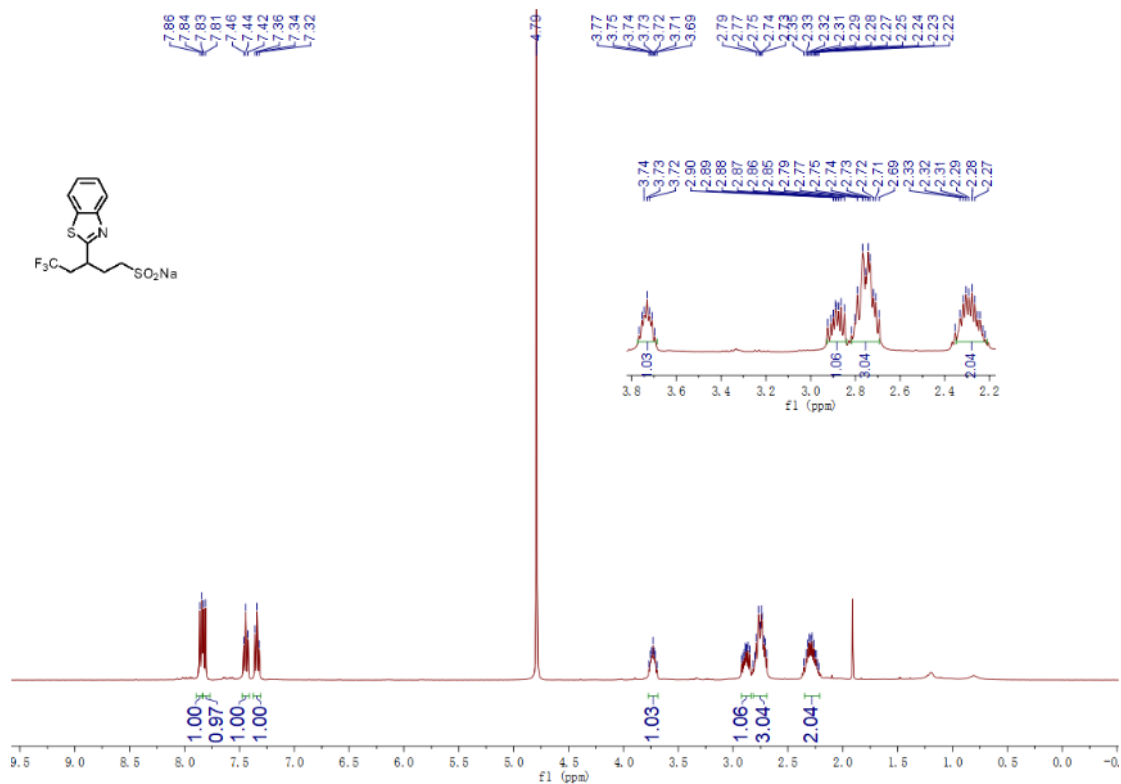 7.86 7.84 7.83 7.81 7.46 7.44 7.42 7.36 7.34 7.32 4.79 3.77 3.75 3.74 3.73 3.72 3.71 3.69 2.79 2.77 2.75 2.74 2.73 2.35 2.33 2.32 2.31 2.29 2.28 2.27 2.25 2.24 2.23 2.22
3.74 3.73 3.72 2.90 2.89 2.88 2.87 2.86 2.85 2.79 2.77 2.75 2.74 2.73 2.72 2.71 2.69 2.33 2.32 2.31 2.29 2.28 2.27
S N
F3C SO2Na
1.03 1.06 3.04 2.04
3.8 3.6 3.4 3.2 3.0 2.8 2.6 2.4 2.2
f1 (ppm)
1.00 0.97 1.00 1.00 1.03 1.06 3.04 2.04
9.5 9.0 8.5 8.0 7.5 7.0 6.5 6.0 5.5 5.0 4.5 4.0 3.5 3.0 2.5 2.0 1.5 1.0 0.5 0.0
f1 (ppm)